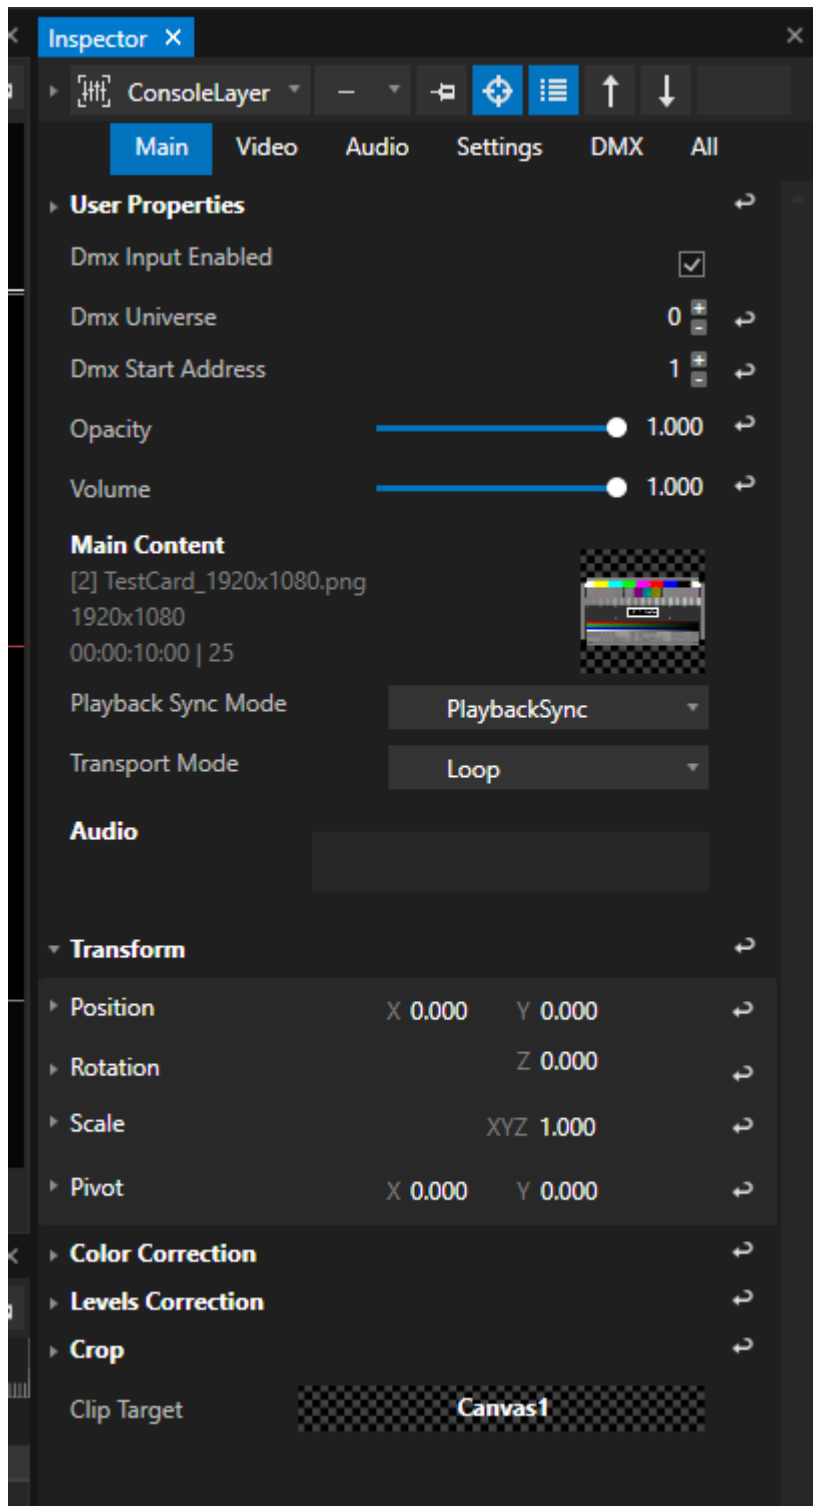 Inspector
ConsoleLayer –
Main Video Audio Settings DMX All
User Properties
Dmx Input Enabled
Dmx Universe 0
Dmx Start Address 1
Opacity 1.000
Volume 1.000
Main Content
[2] TestCard_1920x1080.png
1920x1080
00:00:10:00 | 25
Playback Sync Mode PlaybackSync
Transport Mode Loop
Audio
Transform
Position X 0.000 Y 0.000
Rotation Z 0.000
Scale XYZ 1.000
Pivot X 0.000 Y 0.000
Color Correction
Levels Correction
Crop
Clip Target Canvas1